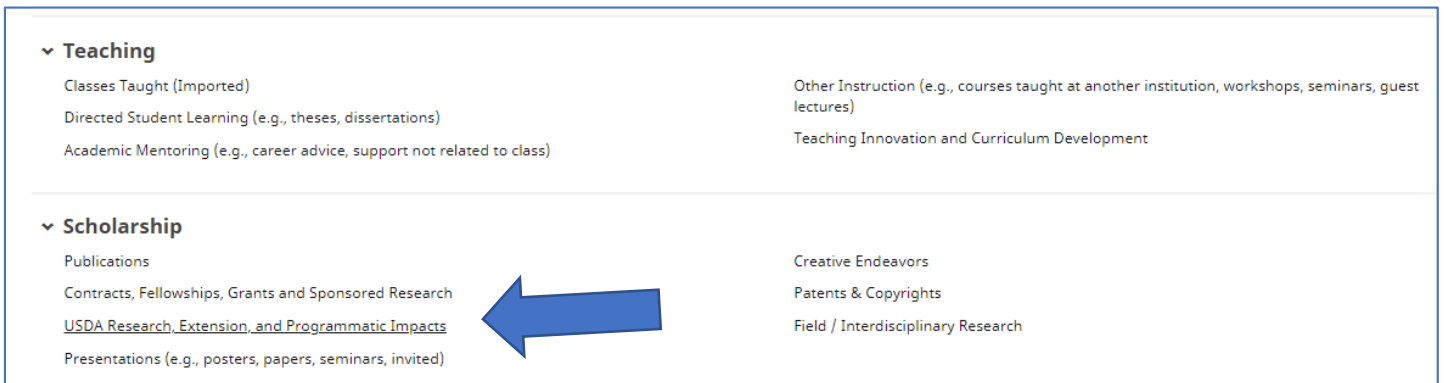 Teaching
Classes Taught (Imported)
Directed Student Learning (e.g., theses, dissertations)
Academic Mentoring (e.g., career advice, support not related to class)
Other Instruction (e.g., courses taught at another institution, workshops, seminars, guest
lectures)
Teaching Innovation and Curriculum Development
Scholarship
Publications
Contracts, Fellowships, Grants and Sponsored Research
USDA Research, Extension, and Programmatic Impacts
Presentations (e.g., posters, papers, seminars, invited)
Creative Endeavors
Patents & Copyrights
Field / Interdisciplinary Research